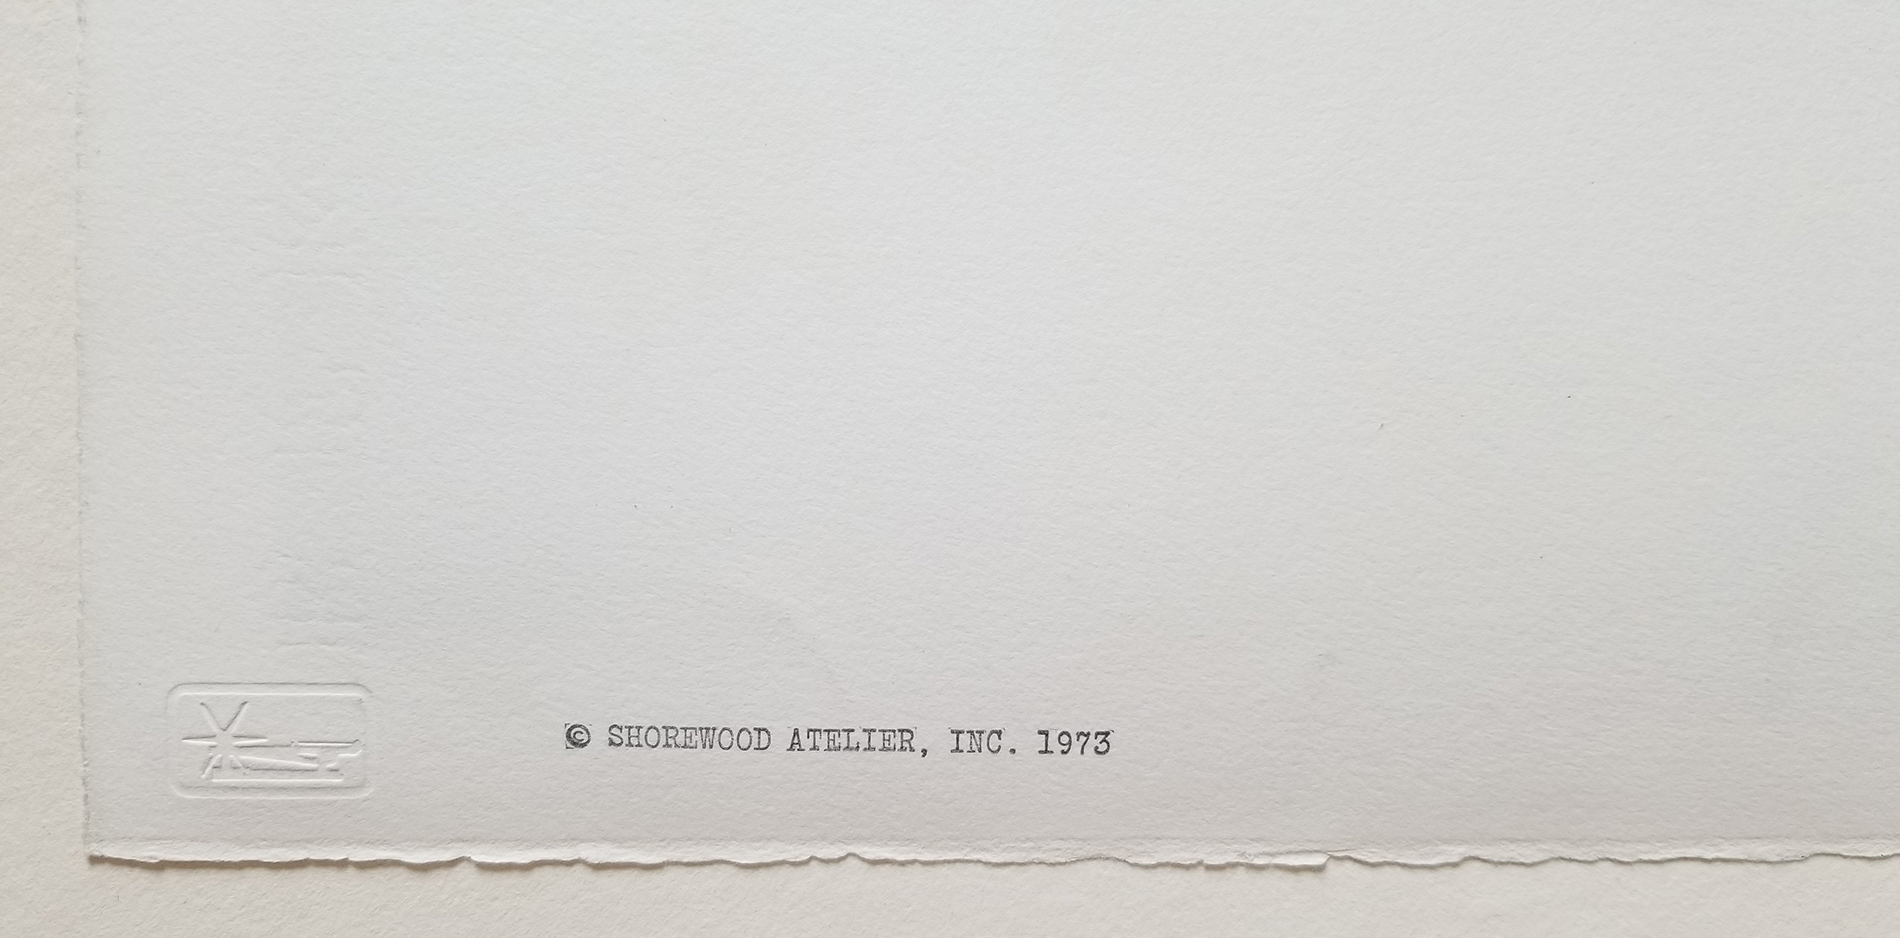 © SHOREWOOD ATELIER, INC. 1973